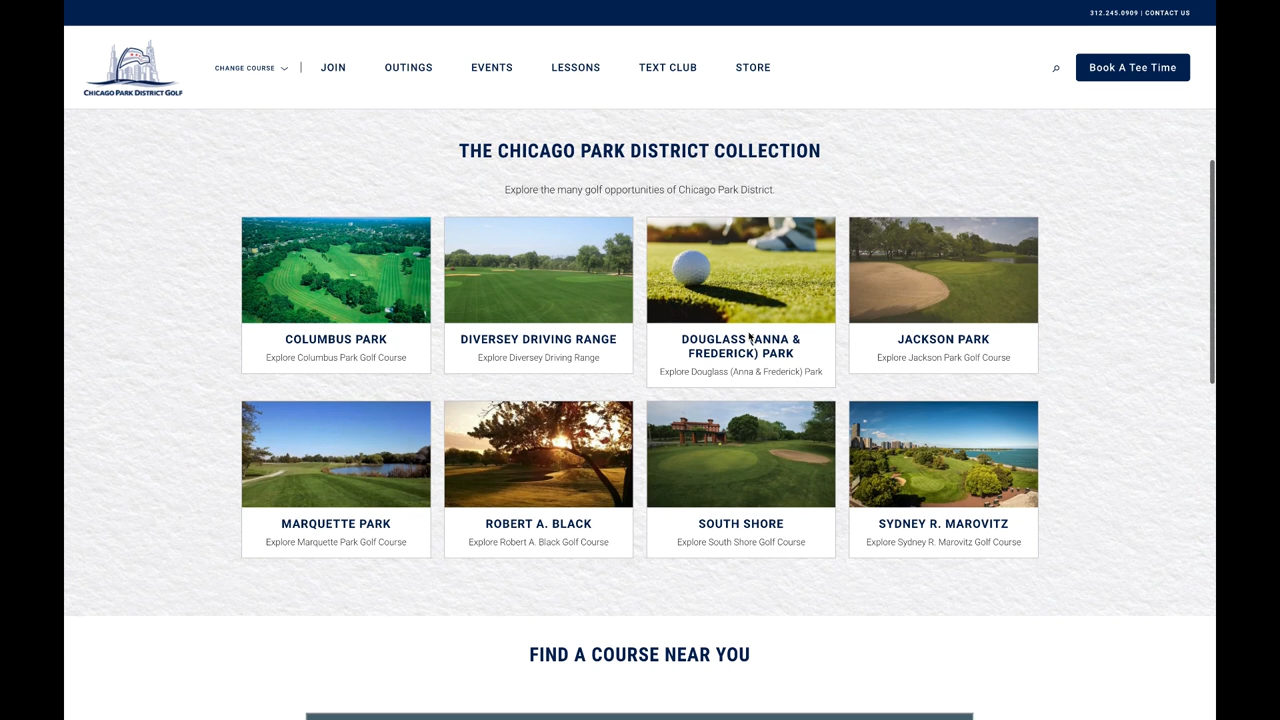 312.245.0909 | CONTACT US
CHICAGO PARK DISTRICT GOLF
CHANGE COURSE
JOIN
OUTINGS
EVENTS
LESSONS
TEXT CLUB
STORE
Book A Tee Time
THE CHICAGO PARK DISTRICT COLLECTION
Explore the many golf opportunities of Chicago Park District.
COLUMBUS PARK
Explore Columbus Park Golf Course
DIVERSEY DRIVING RANGE
Explore Diversey Driving Range
DOUGLASS (ANNA &
FREDERICK) PARK
Explore Douglass (Anna & Frederick) Park
JACKSON PARK
Explore Jackson Park Golf Course
MARQUETTE PARK
Explore Marquette Park Golf Course
ROBERT A. BLACK
Explore Robert A. Black Golf Course
SOUTH SHORE
Explore South Shore Golf Course
SYDNEY R. MAROVITZ
Explore Sydney R. Marovitz Golf Course
FIND A COURSE NEAR YOU